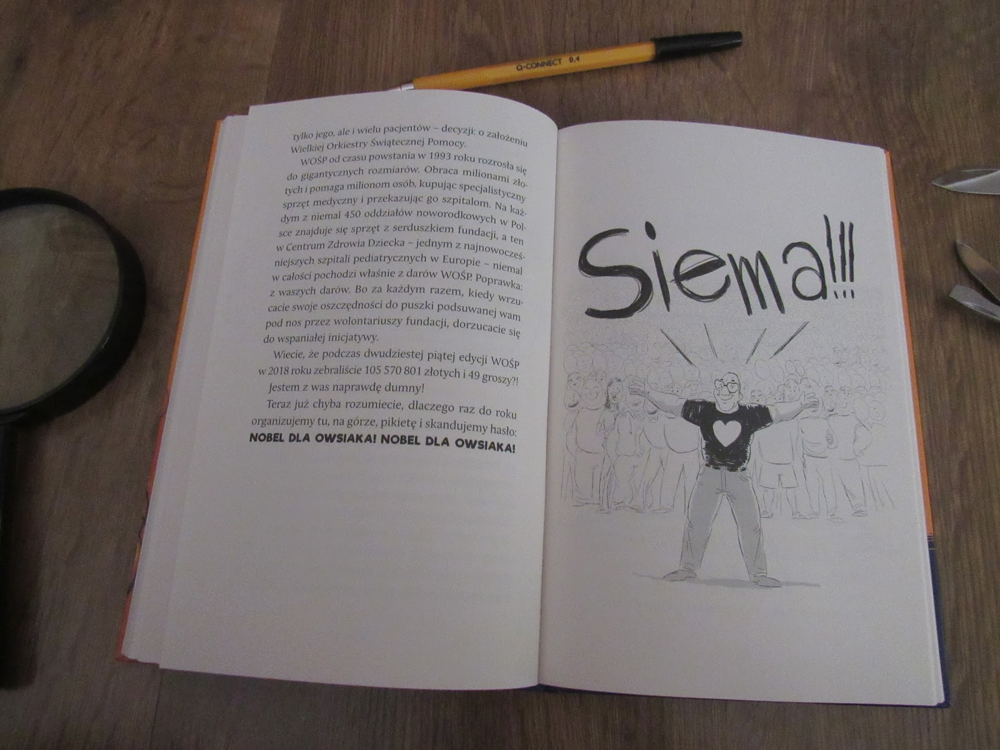 Q-CONNECT 0,4
tylko jego, ale i wielu pacjentów – decyzji: o założeniu
Wielkiej Orkiestry Świątecznej Pomocy.
WOŚP od czasu powstania w 1993 roku rozrosła się
do gigantycznych rozmiarów. Obraca milionami zło-
tych i pomaga milionom osób, kupując specjalistyczny
sprzęt medyczny i przekazując go szpitalom. Na każ-
dym z niemal 450 oddziałów noworodkowych w Pol-
sce znajduje się sprzęt z serduszkiem fundacji, a ten
w Centrum Zdrowia Dziecka – jednym z najnowocześ-
niejszych szpitali pediatrycznych w Europie – niemal
w całości pochodzi właśnie z darów WOŚP. Poprawka:
z waszych darów. Bo za każdym razem, kiedy wrzu-
cacie swoje oszczędności do puszki podsuwanej wam
pod nos przez wolontariuszy fundacji, dorzucacie się
do wspaniałej inicjatywy.
Wiecie, że podczas dwudziestej piątej edycji WOŚP
w 2018 roku zebraliście 105 570 801 złotych i 49 groszy?!
Jestem z was naprawdę dumny!
Teraz już chyba rozumiecie, dlaczego raz do roku
organizujemy tu, na górze, pikietę i skandujemy hasło:
NOBEL DLA OWSIAKA! NOBEL DLA OWSIAKA!
Siema!!!